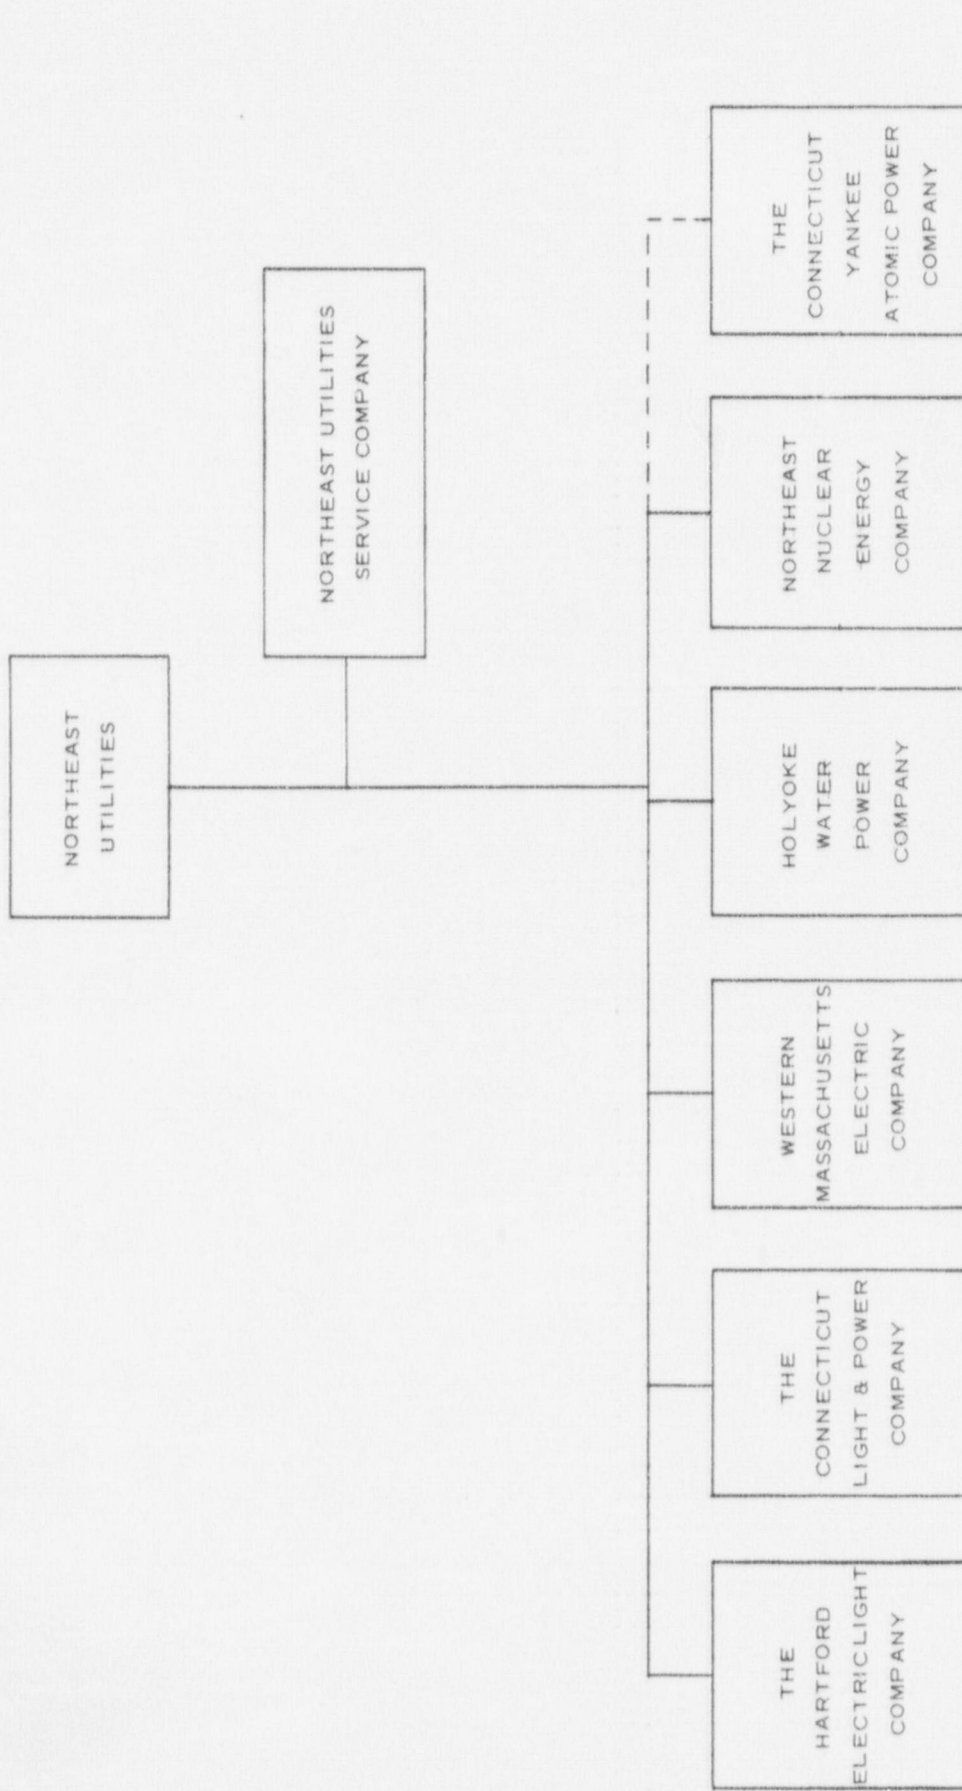 NORTHEAST
UTILITIES
NORTHEAST UTILITIES
SERVICE COMPANY
THE
HARTFORD
ELECTRICLIGHT
COMPANY
THE
CONNECTICUT
LIGHT & POWER
COMPANY
WESTERN
MASSACHUSETTS
ELECTRIC
COMPANY
HOLYOKE
WATER
POWER
COMPANY
NORTHEAST
NUCLEAR
ENERGY
COMPANY
THE
CONNECTICUT
YANKEE
ATOMIC POWER
COMPANY